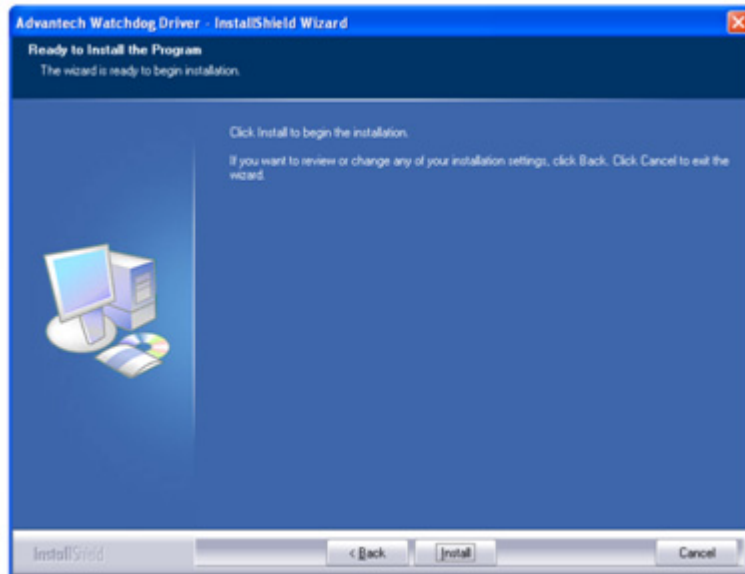 Advantech Watchdog Driver - InstallShield Wizard
Ready to Install the Program
The wizard is ready to begin installation.
Click Install to begin the installation.
If you want to review or change any of your installation settings, click Back. Click Cancel to exit the
wizard.
InstallShield
< Back
Install
Cancel